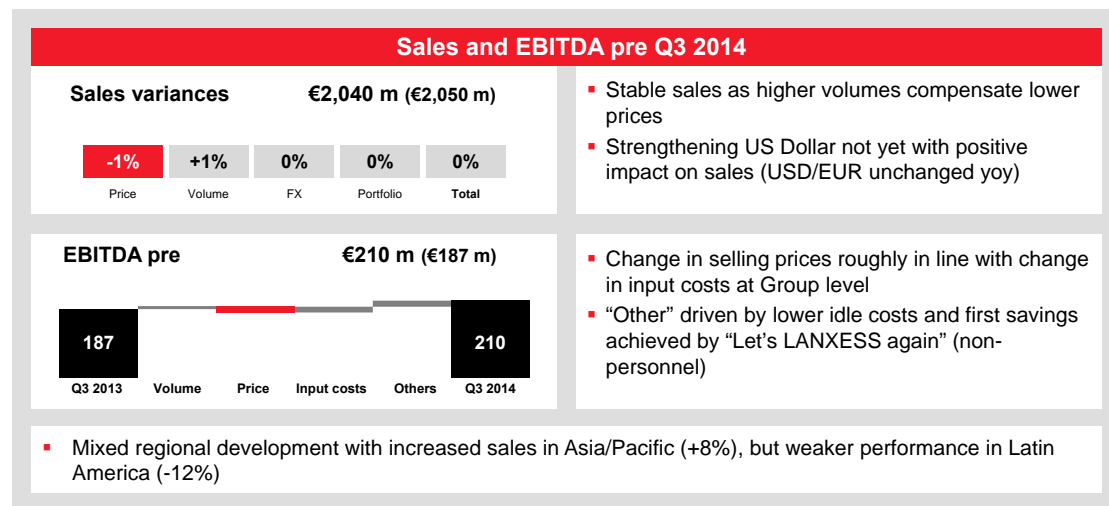 Sales and EBITDA pre Q3 2014
Sales variances €2,040 m (€2,050 m)
-1% +1% 0% 0% 0%
Price Volume FX Portfolio Total
▪ Stable sales as higher volumes compensate lower
prices
▪ Strengthening US Dollar not yet with positive
impact on sales (USD/EUR unchanged yoy)
EBITDA pre €210 m (€187 m)
187 210
Q3 2013 Volume Price Input costs Others Q3 2014
▪ Change in selling prices roughly in line with change
in input costs at Group level
▪ “Other” driven by lower idle costs and first savings
achieved by “Let’s LANXESS again” (non-
personnel)
▪ Mixed regional development with increased sales in Asia/Pacific (+8%), but weaker performance in Latin
America (-12%)